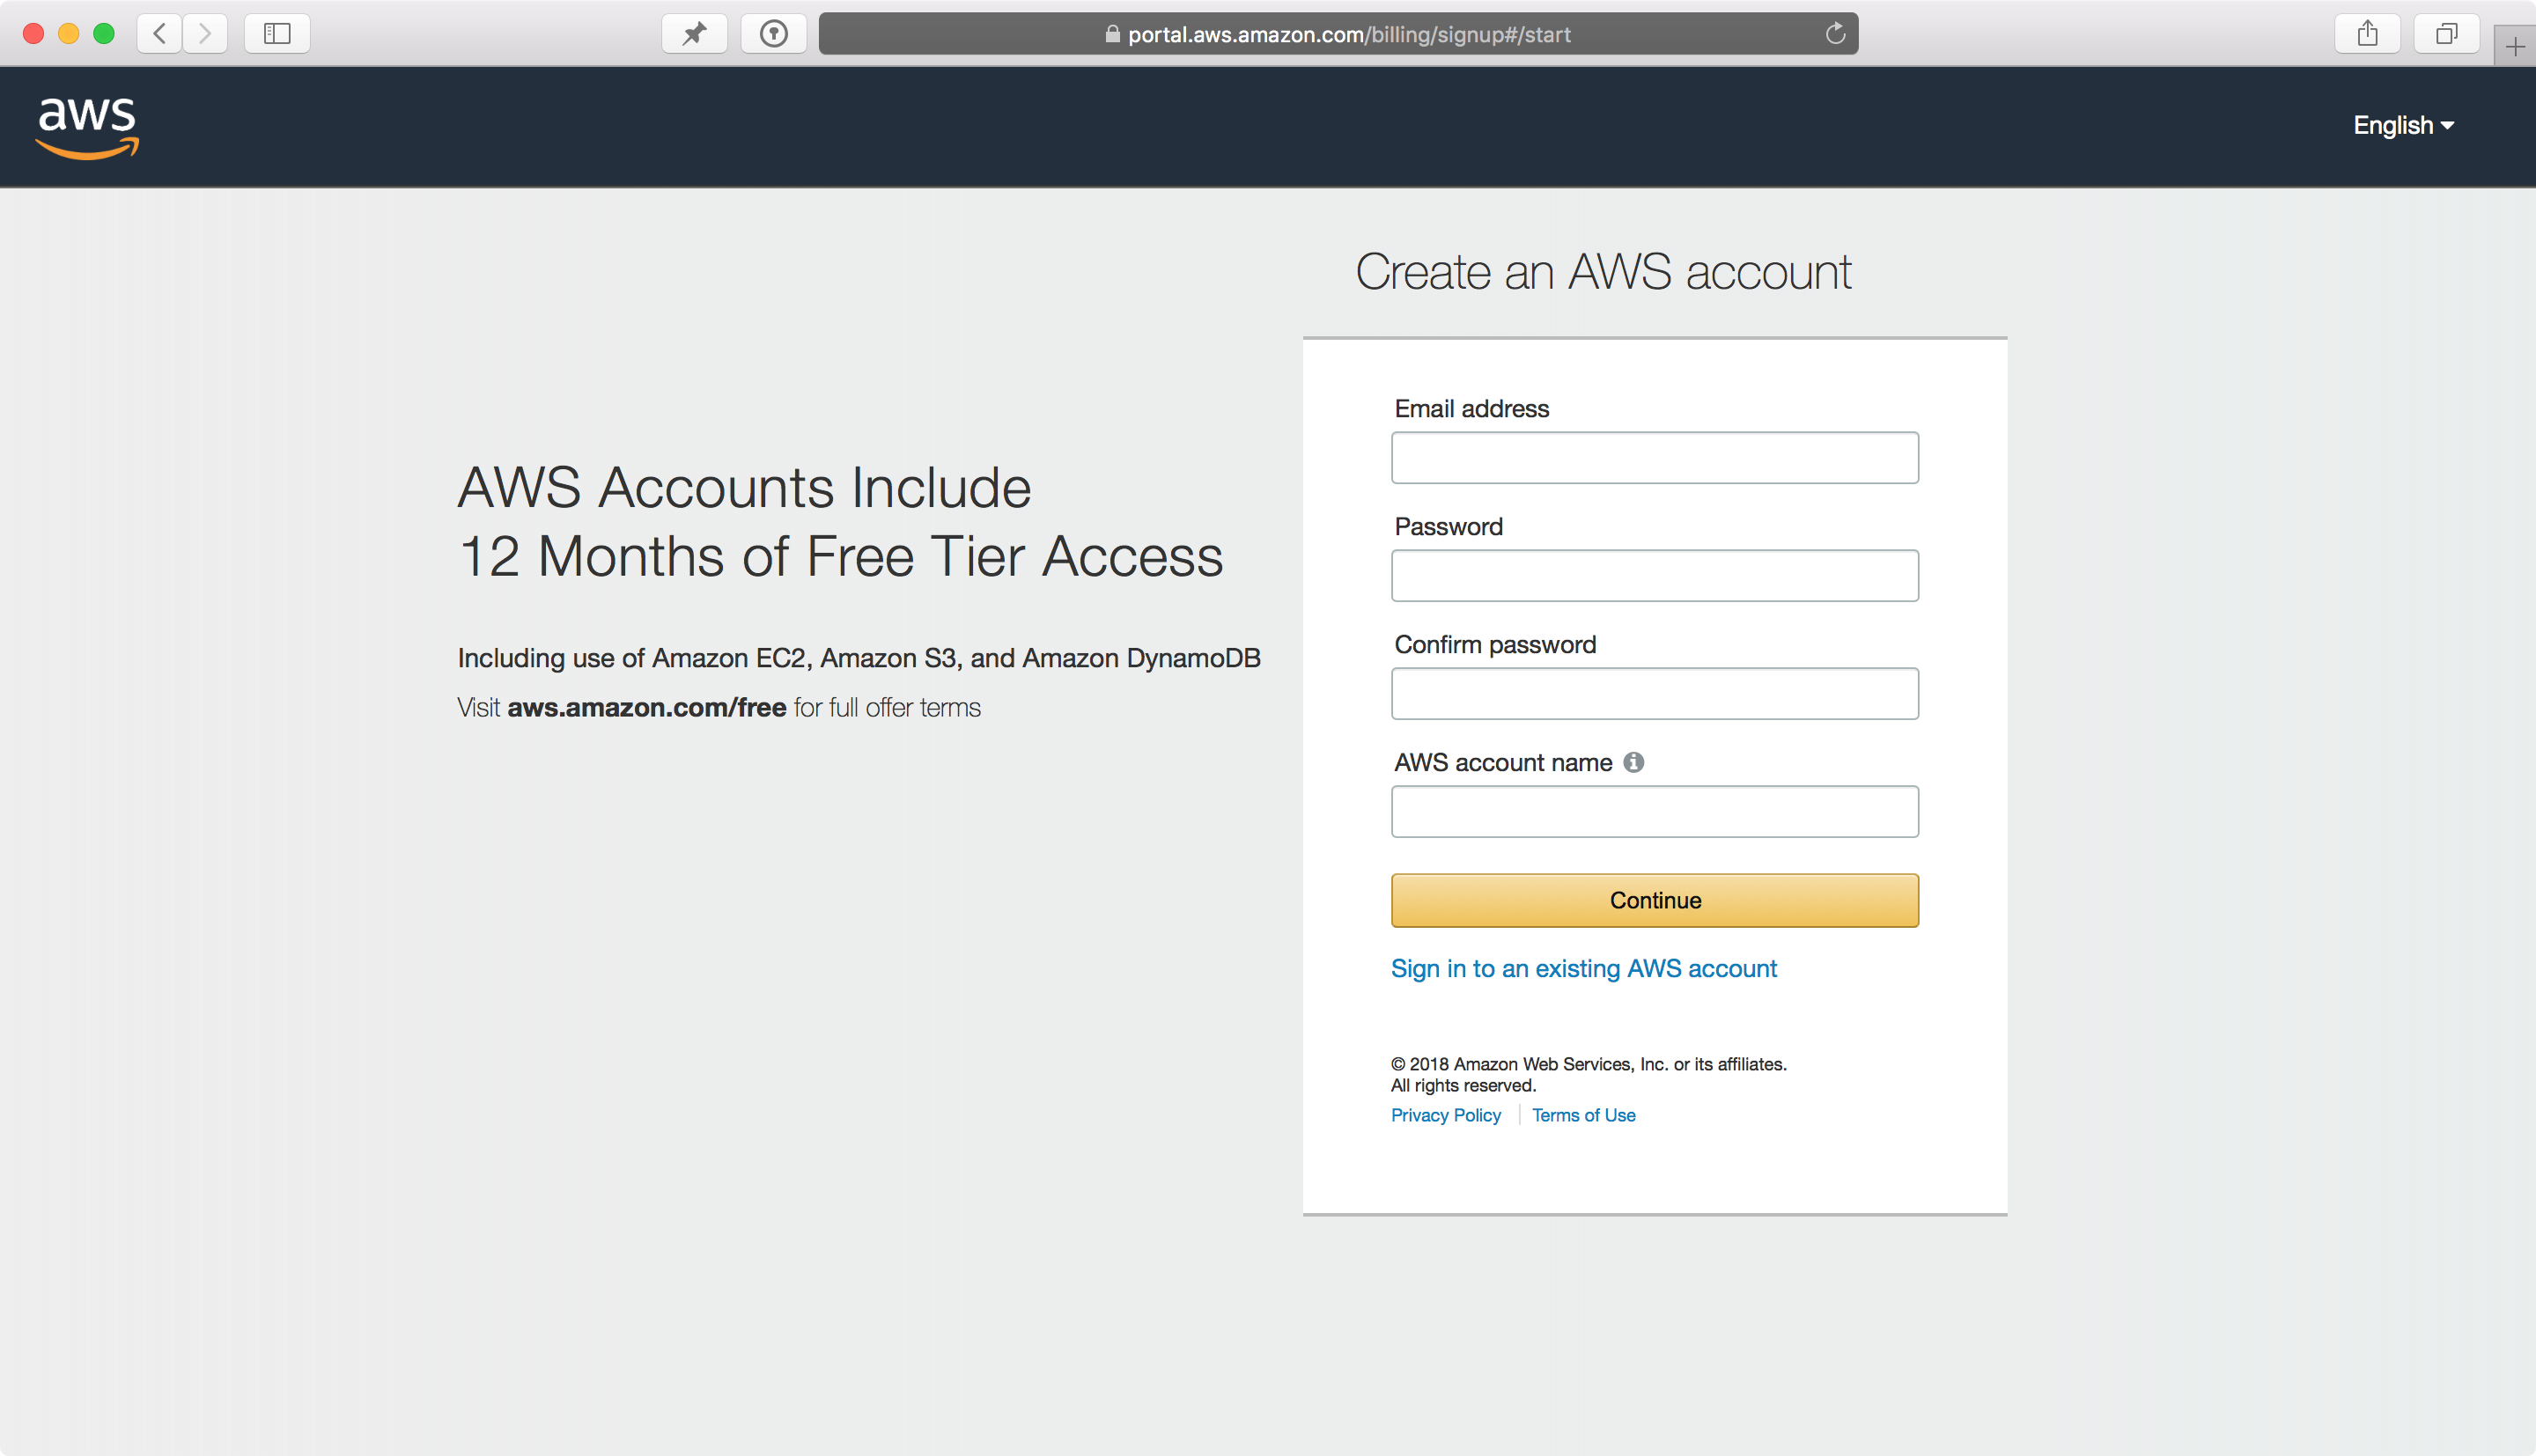 portal.aws.amazon.com/billing/signup#/start
aws
English
Create an AWS account
AWS Accounts Include
12 Months of Free Tier Access
Including use of Amazon EC2, Amazon S3, and Amazon DynamoDB
Visit aws.amazon.com/free for full offer terms
Email address
Password
Confirm password
AWS account name
Continue
Sign in to an existing AWS account
© 2018 Amazon Web Services, Inc. or its affiliates.
All rights reserved.
Privacy Policy
Terms of Use